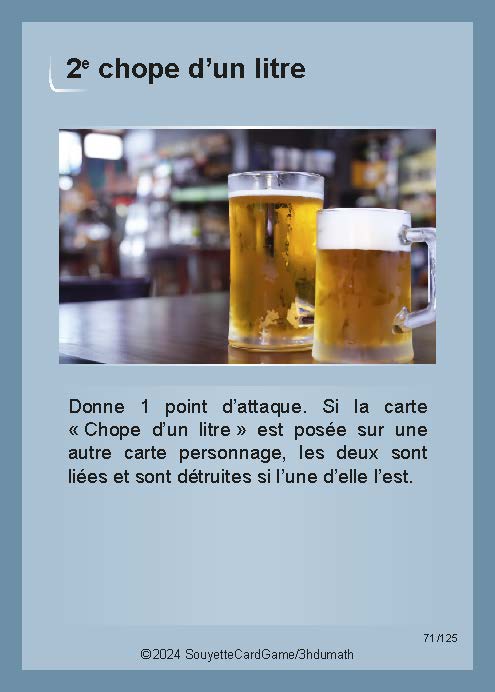 2e chope d’un litre
Donne 1 point d’attaque. Si la carte
« Chope d’un litre » est posée sur une
autre carte personnage, les deux sont
liées et sont détruites si l’une d’elle l’est.
71/125
©2024 SouyetteCardGame/3hdumath